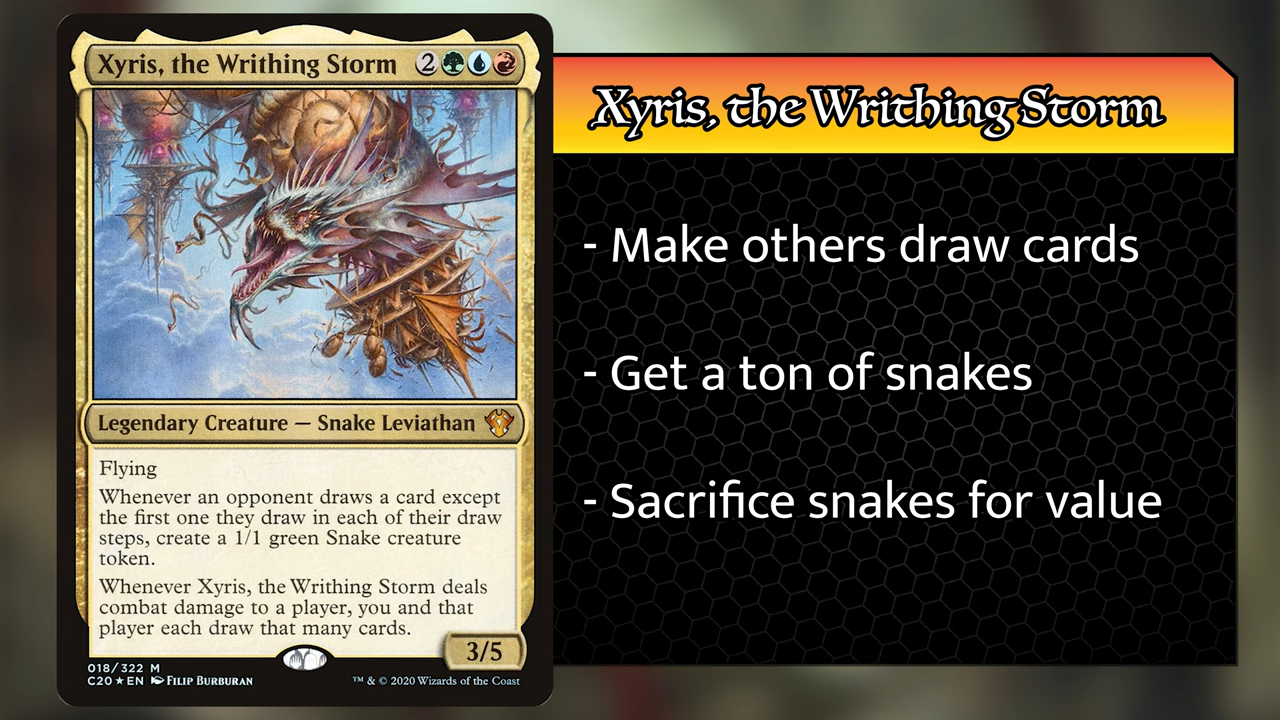 Xyris, the Writhing Storm 2
Legendary Creature — Snake Leviathan
Flying
Whenever an opponent draws a card except
the first one they draw in each of their draw
steps, create a 1/1 green Snake creature
token.
Whenever Xyris, the Writhing Storm deals
combat damage to a player, you and that
player each draw that many cards.
3/5
018/322 M
C20 ★ EN Filip Burburan
™ & © 2020 Wizards of the Coast
Xyris, the Writhing Storm
- Make others draw cards
- Get a ton of snakes
- Sacrifice snakes for value